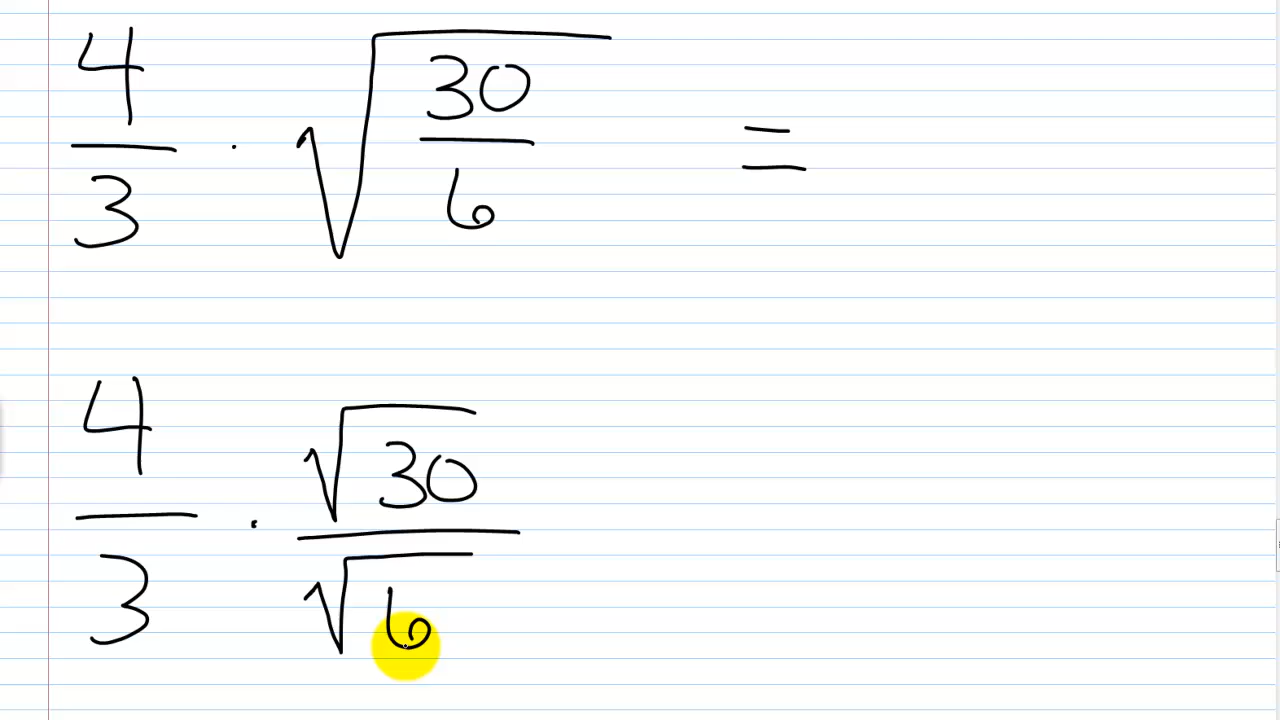 4/3 · √(30/6) =
4/3 · √30/√6